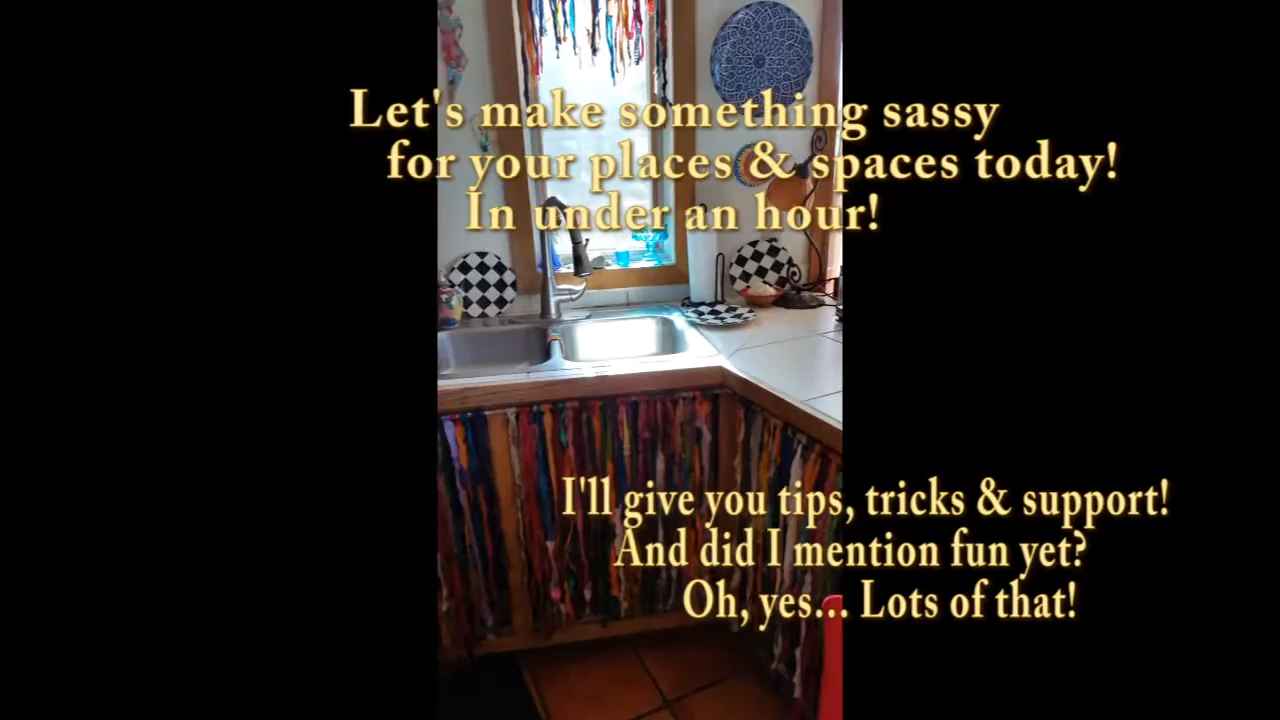 Let's make something sassy
for your places & spaces today!
In under an hour!
I'll give you tips, tricks & support!
And did I mention fun yet?
Oh, yes... Lots of that!